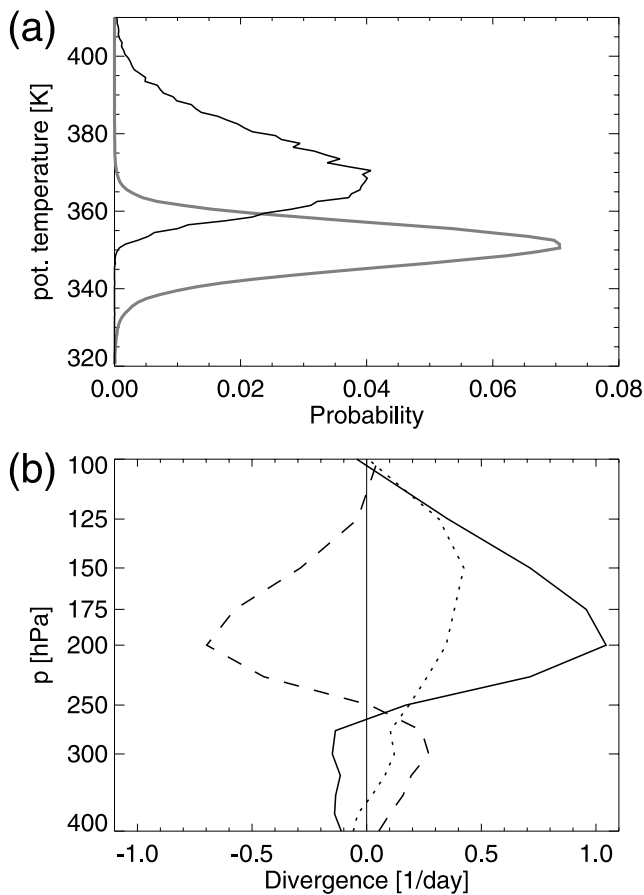 (a)
pot. temperature [K]
400
380
360
340
320
0.00 0.02 0.04 0.06 0.08
Probability
(b)
p [hPa]
100
125
150
175
200
250
300
400
-1.0 -0.5 0.0 0.5 1.0
Divergence [1/day]